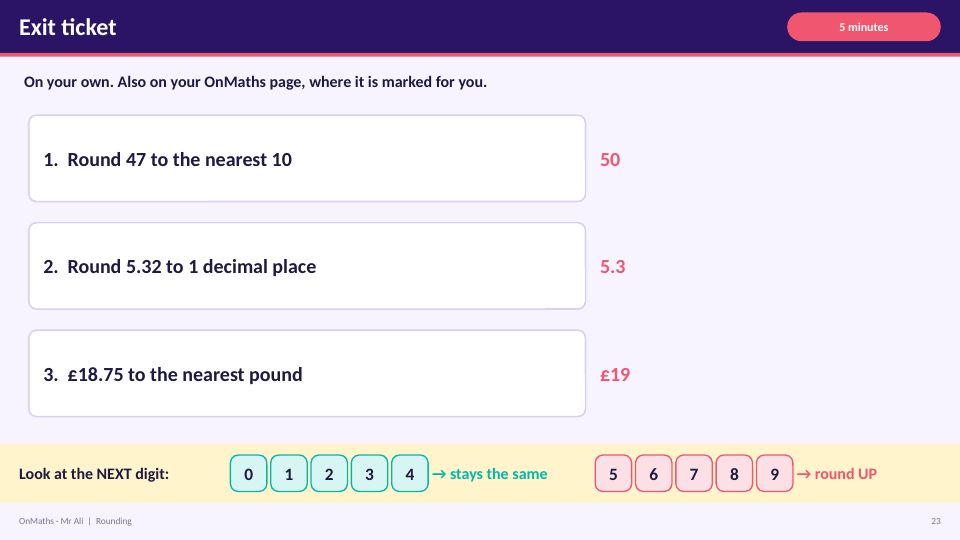 Exit ticket
5 minutes
On your own. Also on your OnMaths page, where it is marked for you.
1. Round 47 to the nearest 10
50
2. Round 5.32 to 1 decimal place
5.3
3. £18.75 to the nearest pound
£19
Look at the NEXT digit: 0 1 2 3 4 → stays the same 5 6 7 8 9 → round UP
OnMaths - Mr Ali | Rounding
23